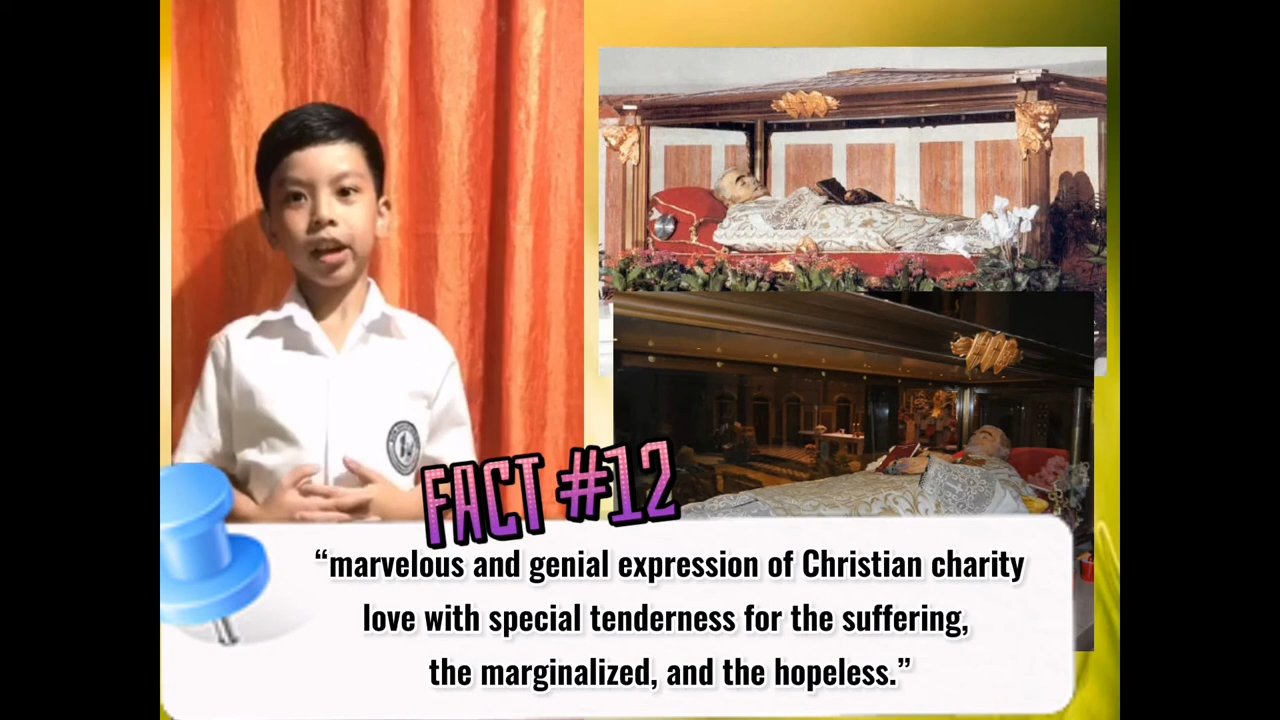 FACT #12
“marvelous and genial expression of Christian charity
love with special tenderness for the suffering,
the marginalized, and the hopeless.”